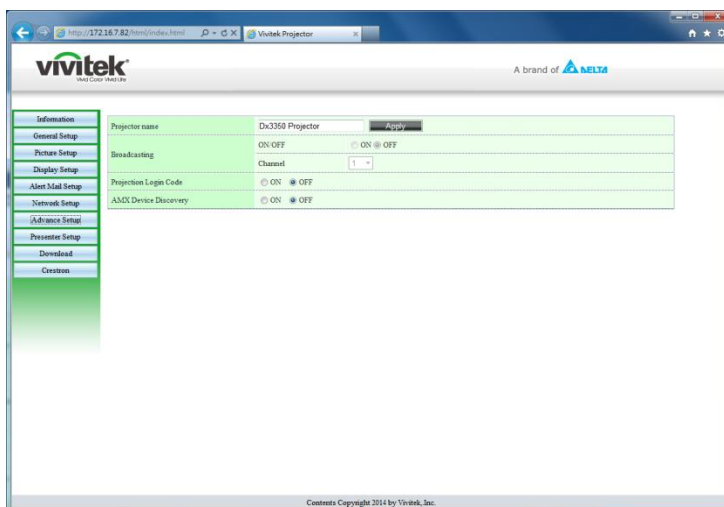 http://172.16.7.82/html/index.html
Vivitek Projector
vivitek
Vivid Color Vivid Life
A brand of DELTA
Information
General Setup
Picture Setup
Display Setup
Alert Mail Setup
Network Setup
Advance Setup
Presenter Setup
Download
Crestron
Projector name
Dx3350 Projector
Apply
Broadcasting
ON/OFF
ON OFF
Channel
1
Projection Login Code
ON OFF
AMX Device Discovery
ON OFF
Contents Copyright 2014 by Vivitek, Inc.